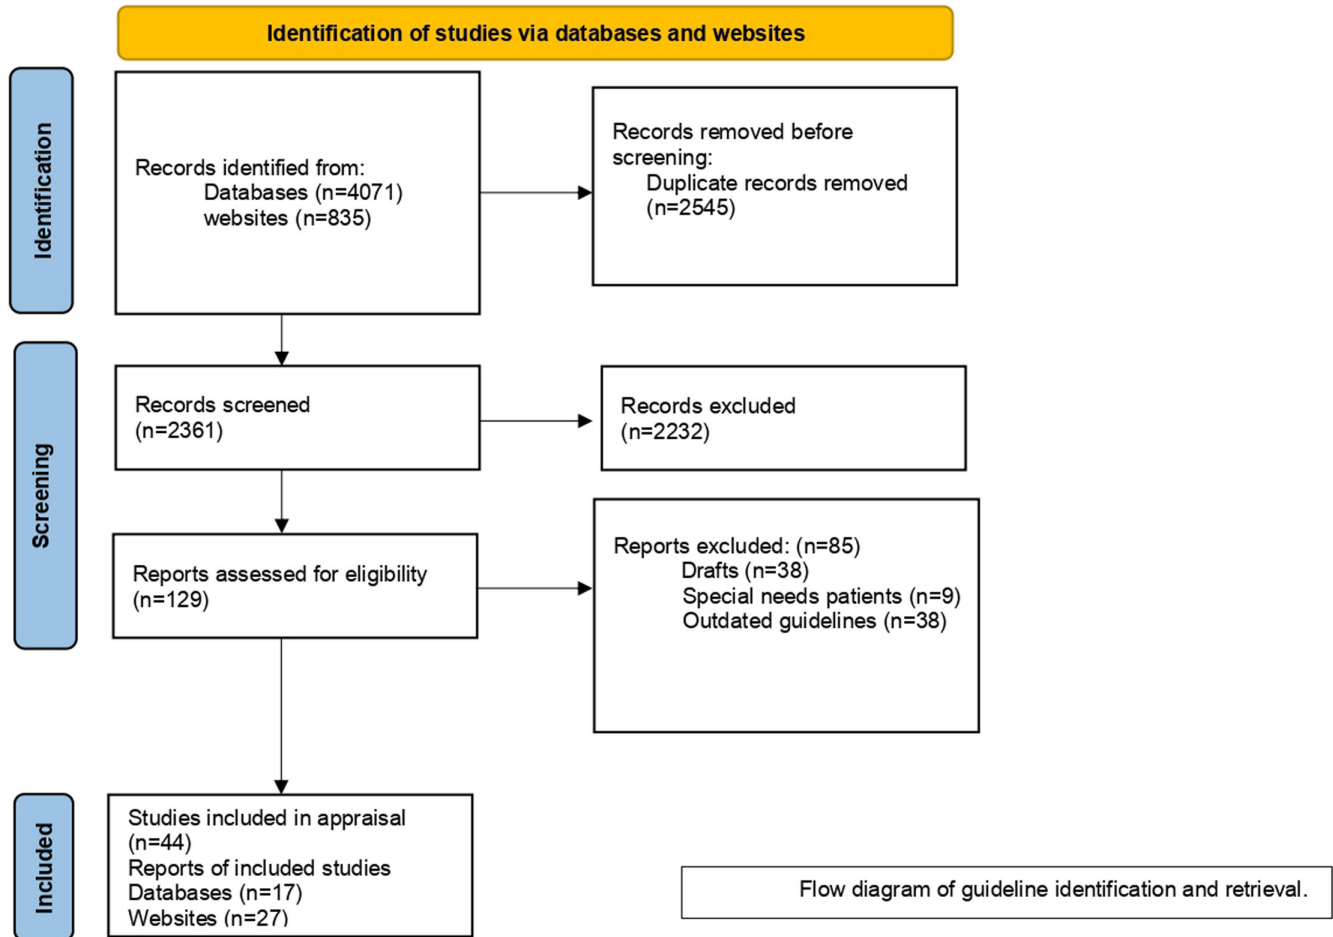 Identification of studies via databases and websites
Identification
Records identified from:
Databases (n=4071)
websites (n=835)
Records removed before
screening:
Duplicate records removed
(n=2545)
Screening
Records screened
(n=2361)
Records excluded
(n=2232)
Reports assessed for eligibility
(n=129)
Reports excluded: (n=85)
Drafts (n=38)
Special needs patients (n=9)
Outdated guidelines (n=38)
Included
Studies included in appraisal
(n=44)
Reports of included studies
Databases (n=17)
Websites (n=27)
Flow diagram of guideline identification and retrieval.